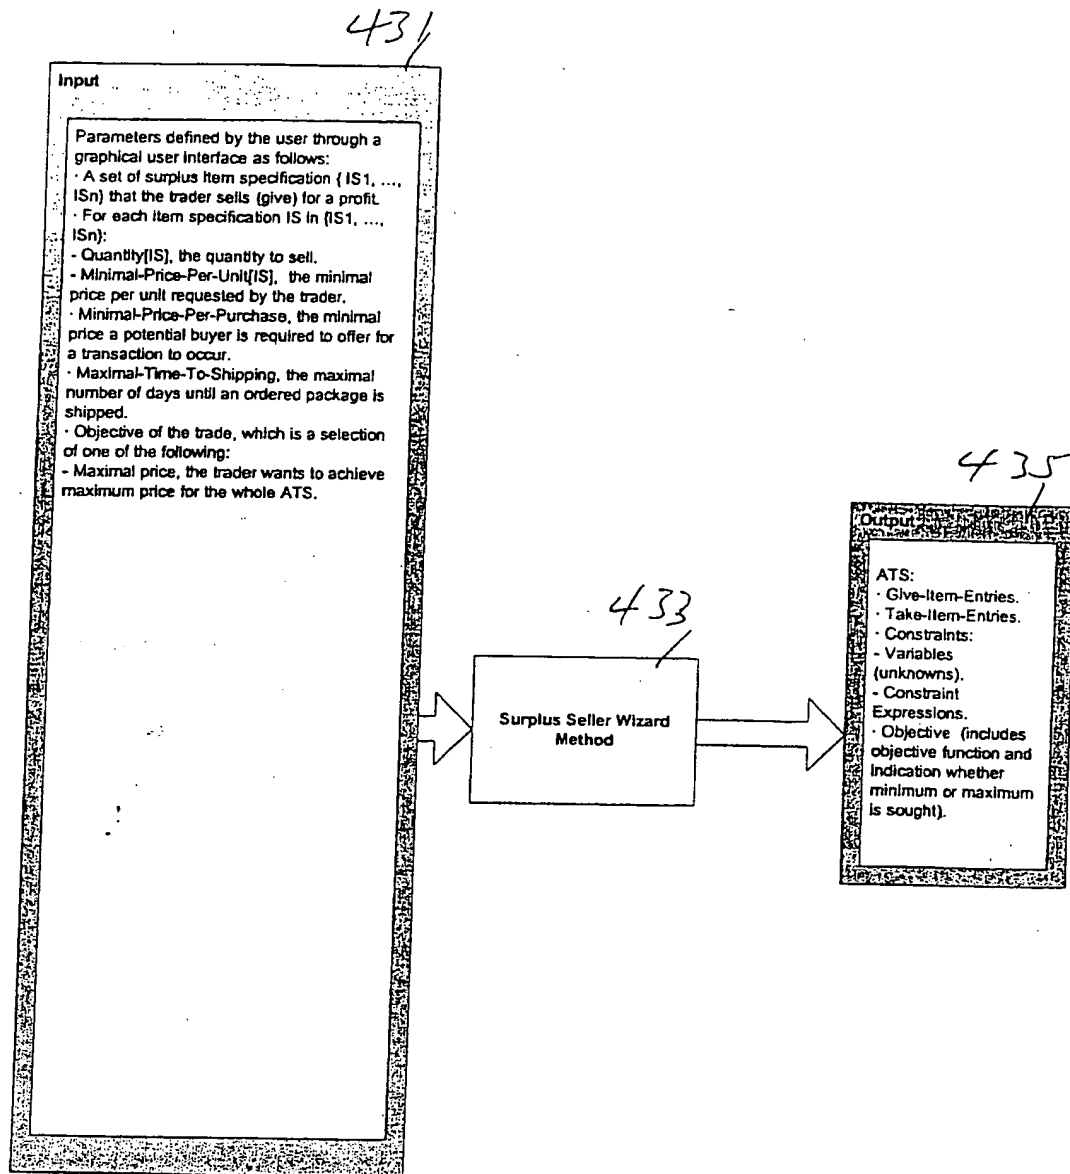 431
Input
Parameters defined by the user through a
graphical user interface as follows:
· A set of surplus item specification { IS1, ...,
ISn} that the trader sells (give) for a profit.
· For each item specification IS in {IS1, ...,
ISn}:
- Quantity[IS], the quantity to sell.
- Minimal-Price-Per-Unit[IS], the minimal
price per unit requested by the trader.
· Minimal-Price-Per-Purchase, the minimal
price a potential buyer is required to offer for
a transaction to occur.
· Maximal-Time-To-Shipping, the maximal
number of days until an ordered package is
shipped.
· Objective of the trade, which is a selection
of one of the following:
- Maximal price, the trader wants to achieve
maximum price for the whole ATS.
433
Surplus Seller Wizard
Method
435
Output
ATS:
· Give-Item-Entries.
· Take-Item-Entries.
· Constraints:
- Variables
(unknowns).
- Constraint
Expressions.
· Objective (includes
objective function and
indication whether
minimum or maximum
is sought).